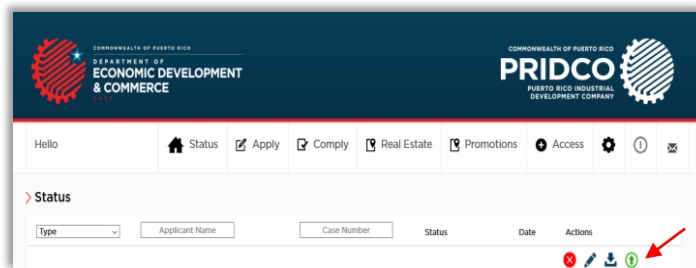 COMMONWEALTH OF PUERTO RICO
DEPARTMENT OF
ECONOMIC DEVELOPMENT
& COMMERCE
COMMONWEALTH OF PUERTO RICO
PRIDCO
PUERTO RICO INDUSTRIAL
DEVELOPMENT COMPANY
Hello Status Apply Comply Real Estate Promotions Access
Status
Type Applicant Name Case Number Status Date Actions